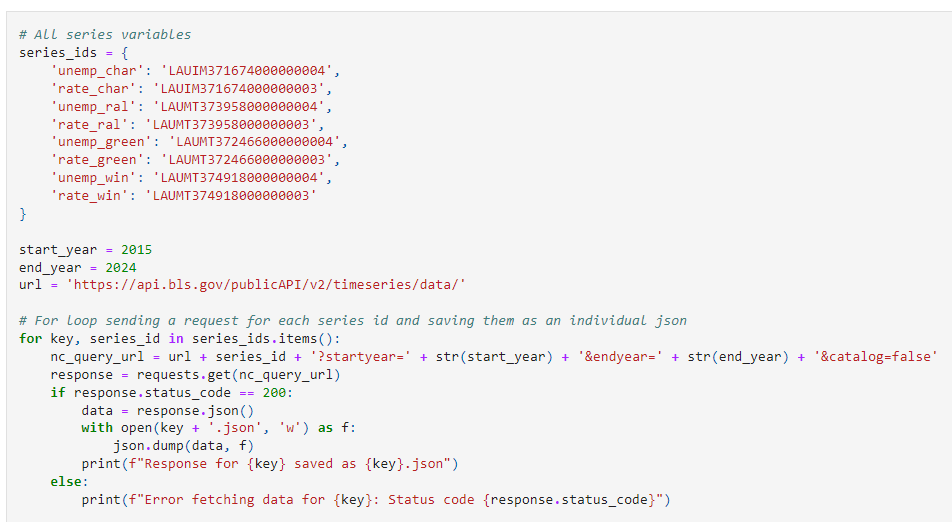 # All series variables
series_ids = {
    'unemp_char': 'LAUIM371674000000004',
    'rate_char': 'LAUIM371674000000003',
    'unemp_ral': 'LAUMT373958000000004',
    'rate_ral': 'LAUMT373958000000003',
    'unemp_green': 'LAUMT372466000000004',
    'rate_green': 'LAUMT372466000000003',
    'unemp_win': 'LAUMT374918000000004',
    'rate_win': 'LAUMT374918000000003'
}
start_year = 2015
end_year = 2024
url = 'https://api.bls.gov/publicAPI/v2/timeseries/data/'
# For loop sending a request for each series id and saving them as an individual json
for key, series_id in series_ids.items():
    nc_query_url = url + series_id + '?startyear=' + str(start_year) + '&endyear=' + str(end_year) + '&catalog=false'
    response = requests.get(nc_query_url)
    if response.status_code == 200:
        data = response.json()
        with open(key + '.json', 'w') as f:
            json.dump(data, f)
        print(f"Response for {key} saved as {key}.json")
    else:
        print(f"Error fetching data for {key}: Status code {response.status_code}")